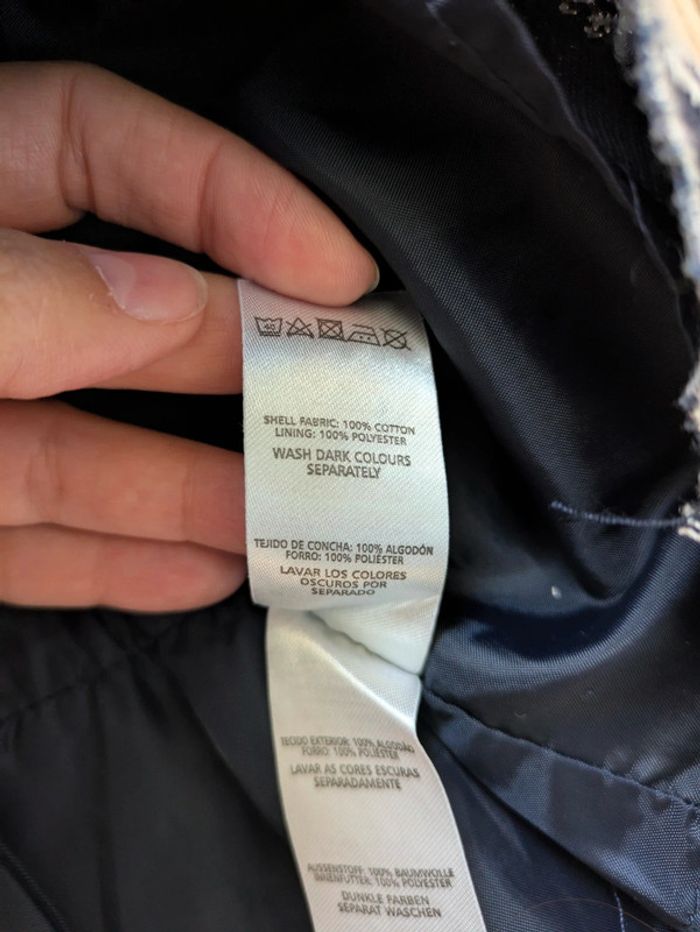 40
SHELL FABRIC: 100% COTTON
LINING: 100% POLYESTER
WASH DARK COLOURS
SEPARATELY
TEJIDO DE CONCHA: 100% ALGODÓN
FORRO: 100% POLIÉSTER
LAVAR LOS COLORES
OSCUROS POR
SEPARADO
TECIDO EXTERIOR: 100% ALGODÃO
FORRO: 100% POLIÉSTER
LAVAR AS CORES ESCURAS
SEPARADAMENTE
AUSSENSTOFF: 100% BAUMWOLLE
INNENFUTTER: 100% POLYESTER
DUNKLE FARBEN
SEPARAT WASCHEN